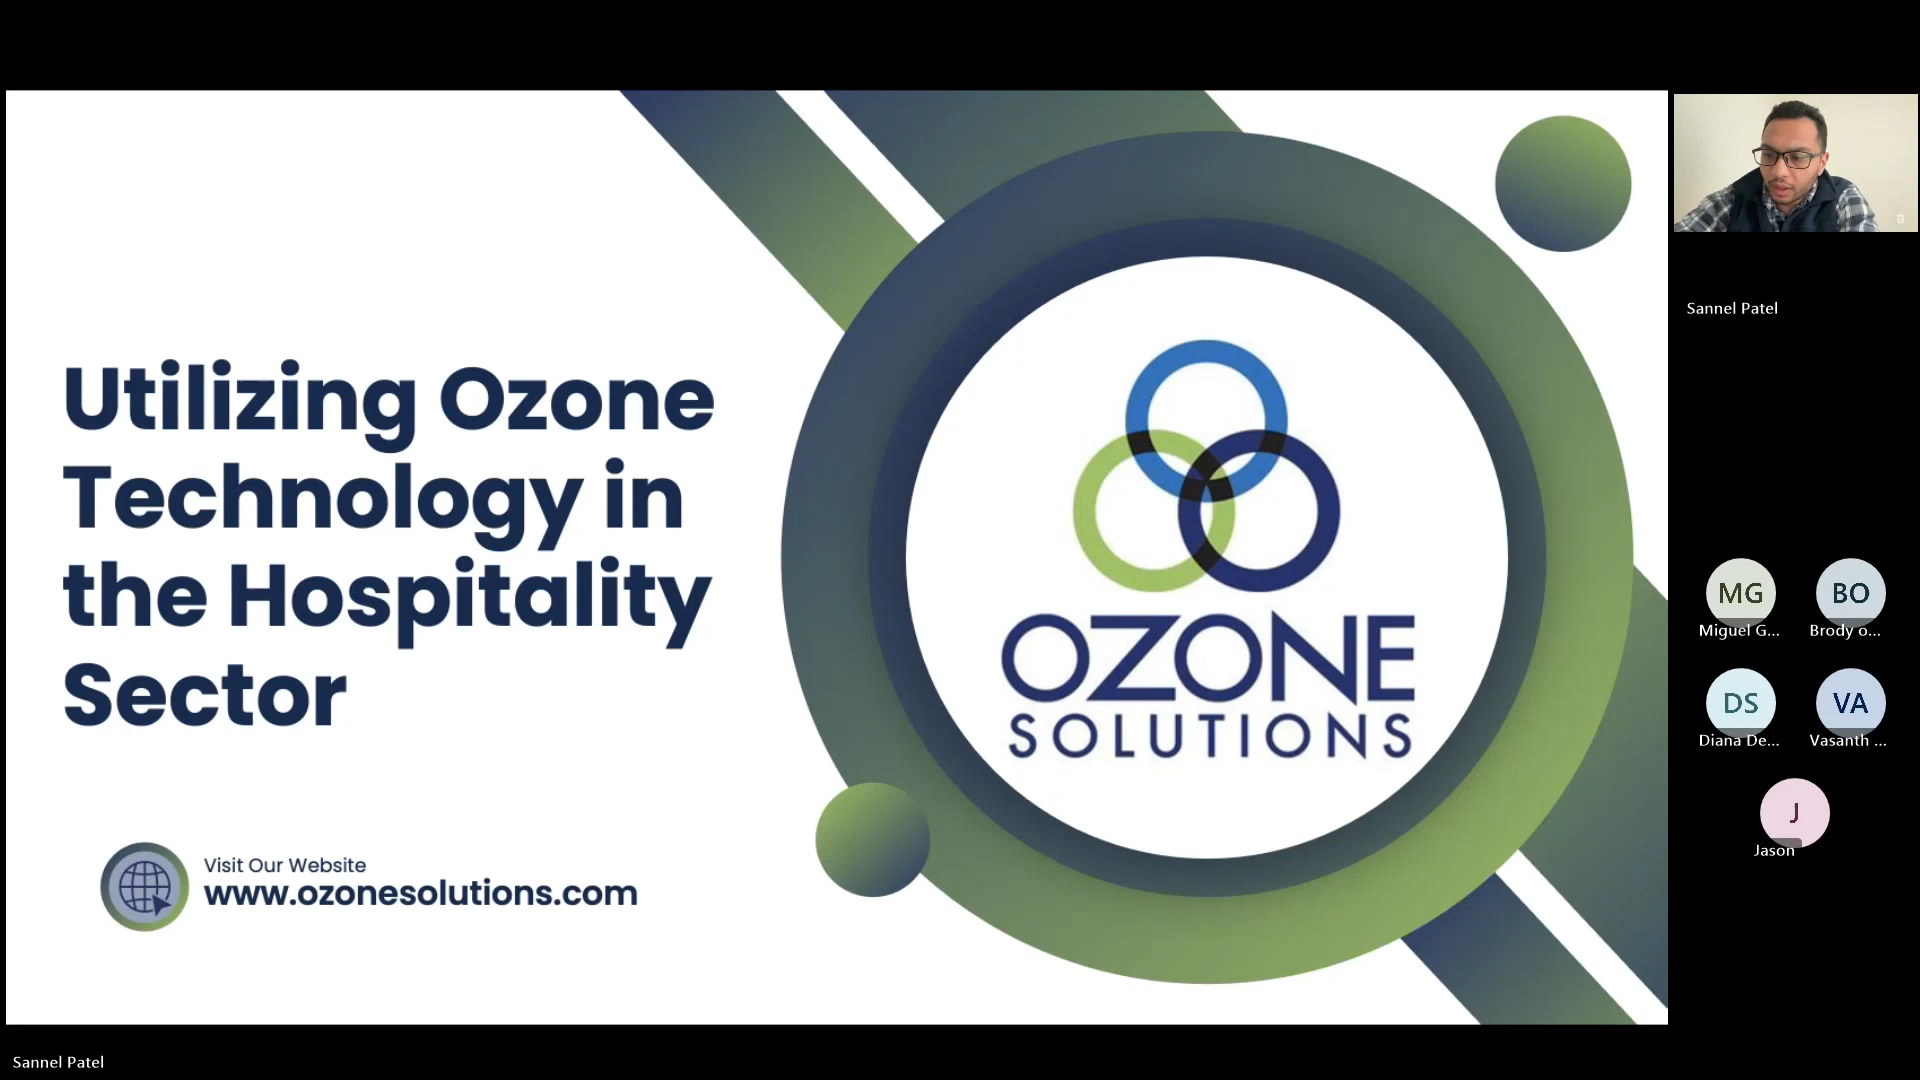 Utilizing Ozone
Technology in
the Hospitality
Sector
Visit Our Website
www.ozonesolutions.com
OZONE
SOLUTIONS
Sannel Patel
MG
Miguel G...
BO
Brody o...
DS
Diana De...
VA
Vasanth ...
J
Jason
Sannel Patel